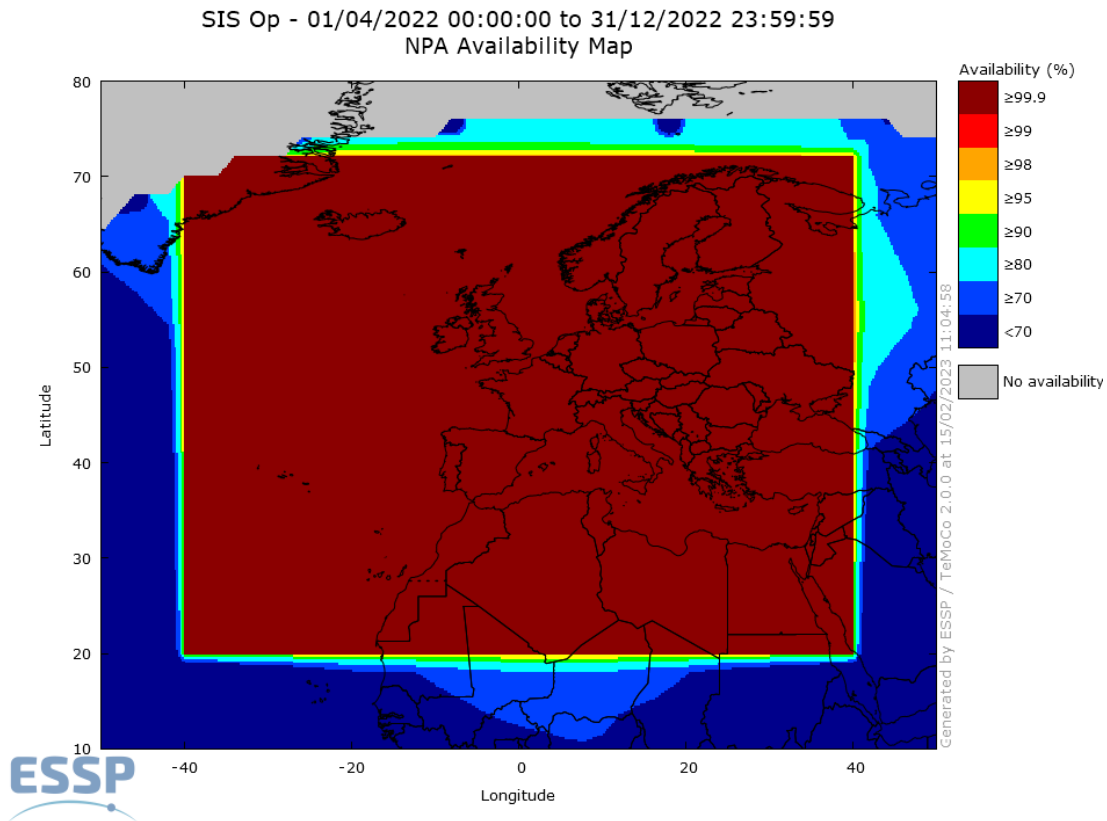 SIS Op - 01/04/2022 00:00:00 to 31/12/2022 23:59:59
NPA Availability Map
Availability (%)
≥99.9
≥99
≥98
≥95
≥90
≥80
≥70
<70
No availability
80
70
60
50
40
30
20
10
Latitude
-40
-20
0
20
40
Longitude
Generated by ESSP / TeMoCo 2.0.0 at 15/02/2023 11:04:58
ESSP